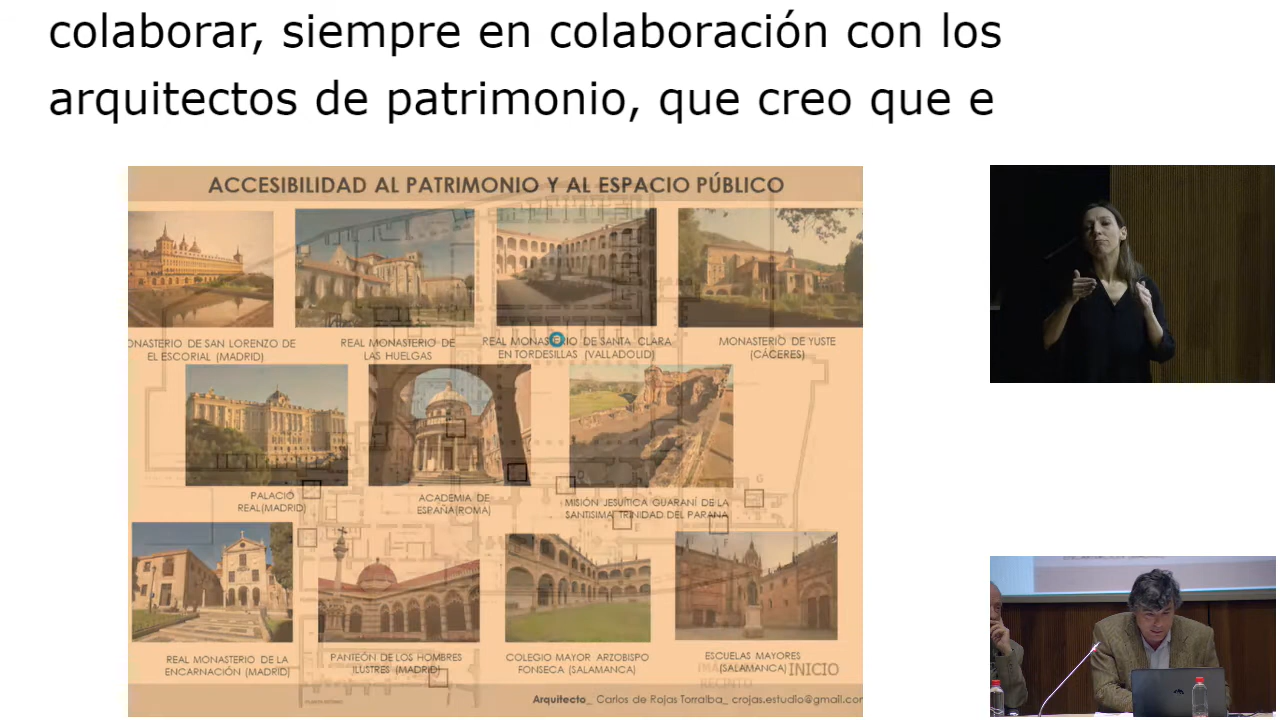 colaborar, siempre en colaboración con los
arquitectos de patrimonio, que creo que e
ACCESIBILIDAD AL PATRIMONIO Y AL ESPACIO PÚBLICO
ONASTERIO DE SAN LORENZO DE
EL ESCORIAL (MADRID)
REAL MONASTERIO DE
LAS HUELGAS
REAL MONASTERIO DE SANTA CLARA
EN TORDESILLAS (VALLADOLID)
MONASTERIO DE YUSTE
(CÁCERES)
PALACIO
REAL(MADRID)
ACADEMIA DE
ESPAÑA(ROMA)
MISIÓN JESUÍTICA GUARANÍ DE LA
SANTISIMA TRINIDAD DEL PARANA
REAL MONASTERIO DE LA
ENCARNACIÓN (MADRID)
PANTEÓN DE LOS HOMBRES
ILUSTRES (MADRID)
COLEGIO MAYOR ARZOBISPO
FONSECA (SALAMANCA)
ESCUELAS MAYORES
(SALAMANCA)
INICIO
RECINTO
Arquitecto_ Carlos de Rojas Torralba_ crojas.estudio@gmail.cor